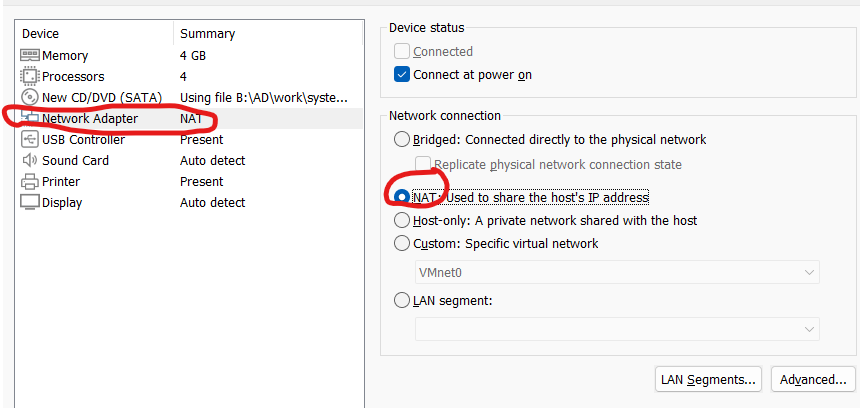 Device Summary
Memory 4 GB
Processors 4
New CD/DVD (SATA) Using file B:\AD\work\syste...
Network Adapter NAT
USB Controller Present
Sound Card Auto detect
Printer Present
Display Auto detect
Device status
Connected
Connect at power on
Network connection
Bridged: Connected directly to the physical network
Replicate physical network connection state
NAT: Used to share the host's IP address
Host-only: A private network shared with the host
Custom: Specific virtual network
VMnet0
LAN segment:
LAN Segments... Advanced...